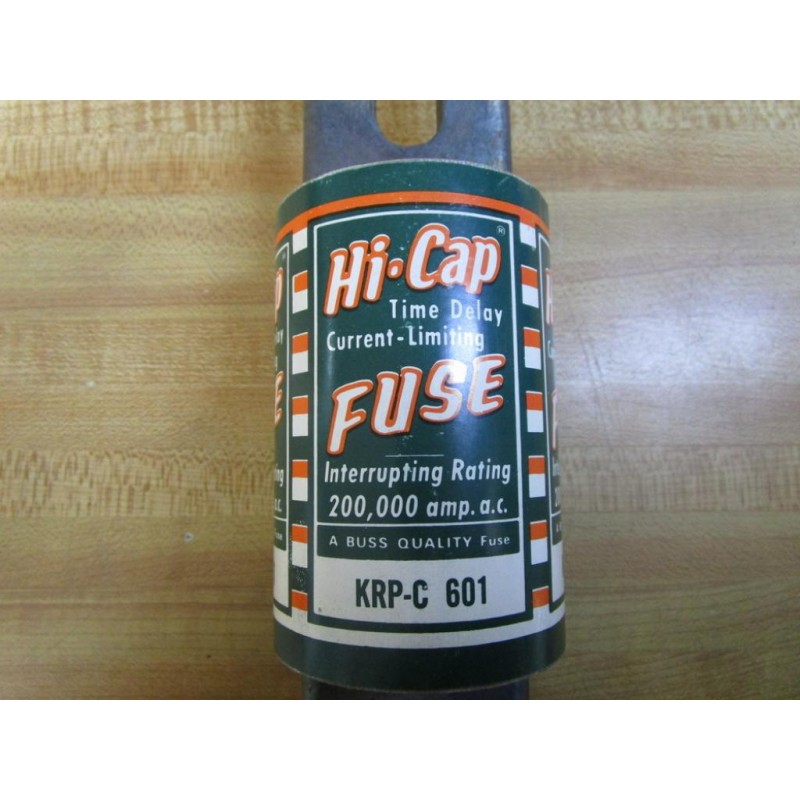 Hi-Cap ®
Time Delay
Current-Limiting
FUSE
Interrupting Rating
200,000 amp. a.c.
A BUSS QUALITY Fuse
KRP-C 601